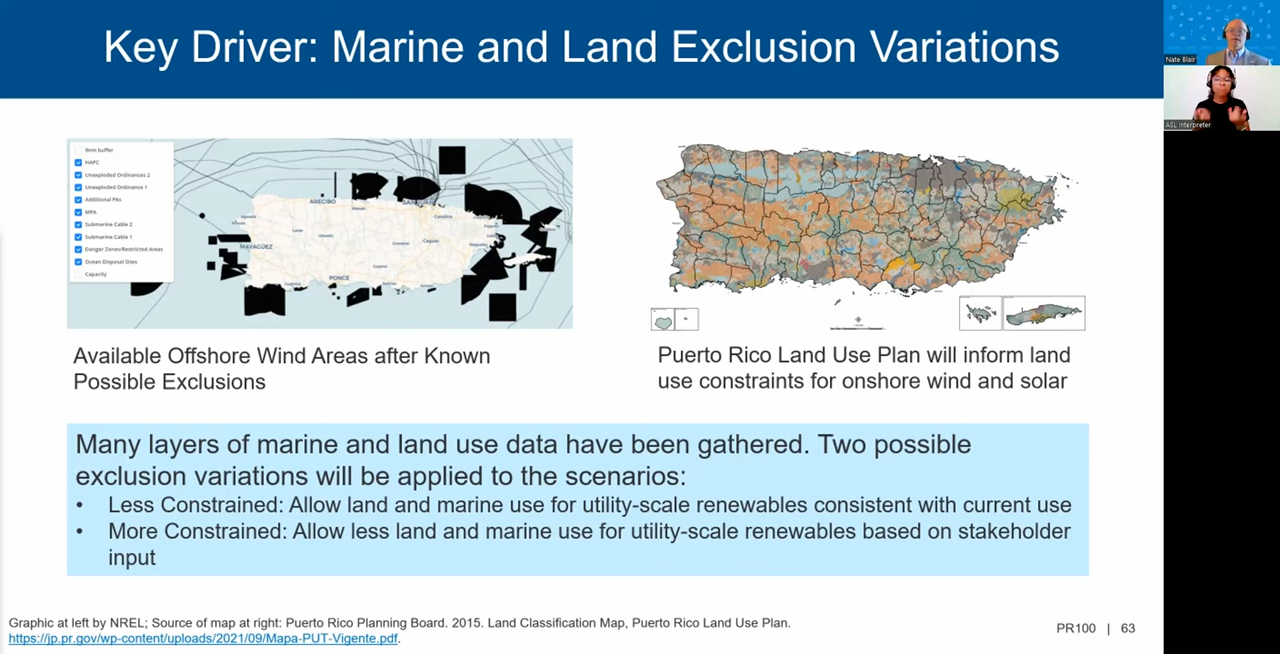 Key Driver: Marine and Land Exclusion Variations
Nate Blair
ASL Interpreter
9nm buffer
HAPC
Unexploded Ordinances 2
Unexploded Ordinance 1
Additional PAs
MPA
Submarine Cable 2
Submarine Cable 1
Danger Zones/Restricted Areas
Ocean Disposal Sites
Capacity
ARECIBO
SAN JUAN
MAYAGÜEZ
PONCE
Caguas
Available Offshore Wind Areas after Known
Possible Exclusions
Puerto Rico Land Use Plan will inform land
use constraints for onshore wind and solar
Many layers of marine and land use data have been gathered. Two possible
exclusion variations will be applied to the scenarios:
• Less Constrained: Allow land and marine use for utility-scale renewables consistent with current use
• More Constrained: Allow less land and marine use for utility-scale renewables based on stakeholder
input
Graphic at left by NREL; Source of map at right: Puerto Rico Planning Board. 2015. Land Classification Map, Puerto Rico Land Use Plan.
https://jp.pr.gov/wp-content/uploads/2021/09/Mapa-PUT-Vigente.pdf.
PR100 | 63